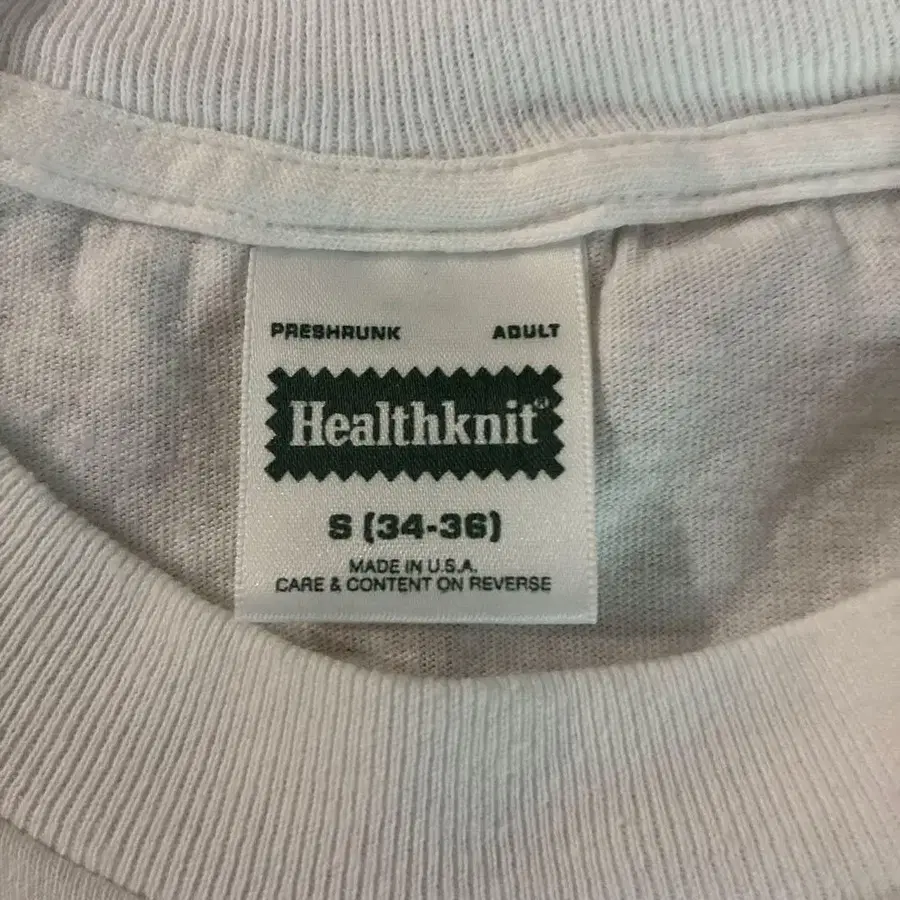 PRESHRUNK ADULT
Healthknit®
S (34-36)
MADE IN U.S.A.
CARE & CONTENT ON REVERSE